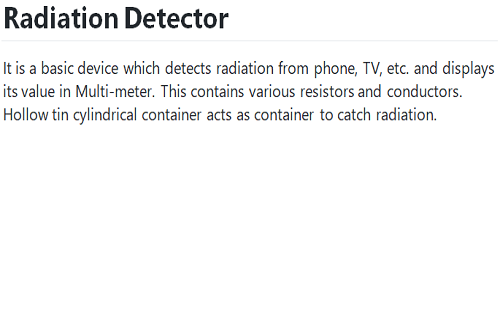 Radiation Detector
It is a basic device which detects radiation from phone, TV, etc. and displays
its value in Multi-meter. This contains various resistors and conductors.
Hollow tin cylindrical container acts as container to catch radiation.